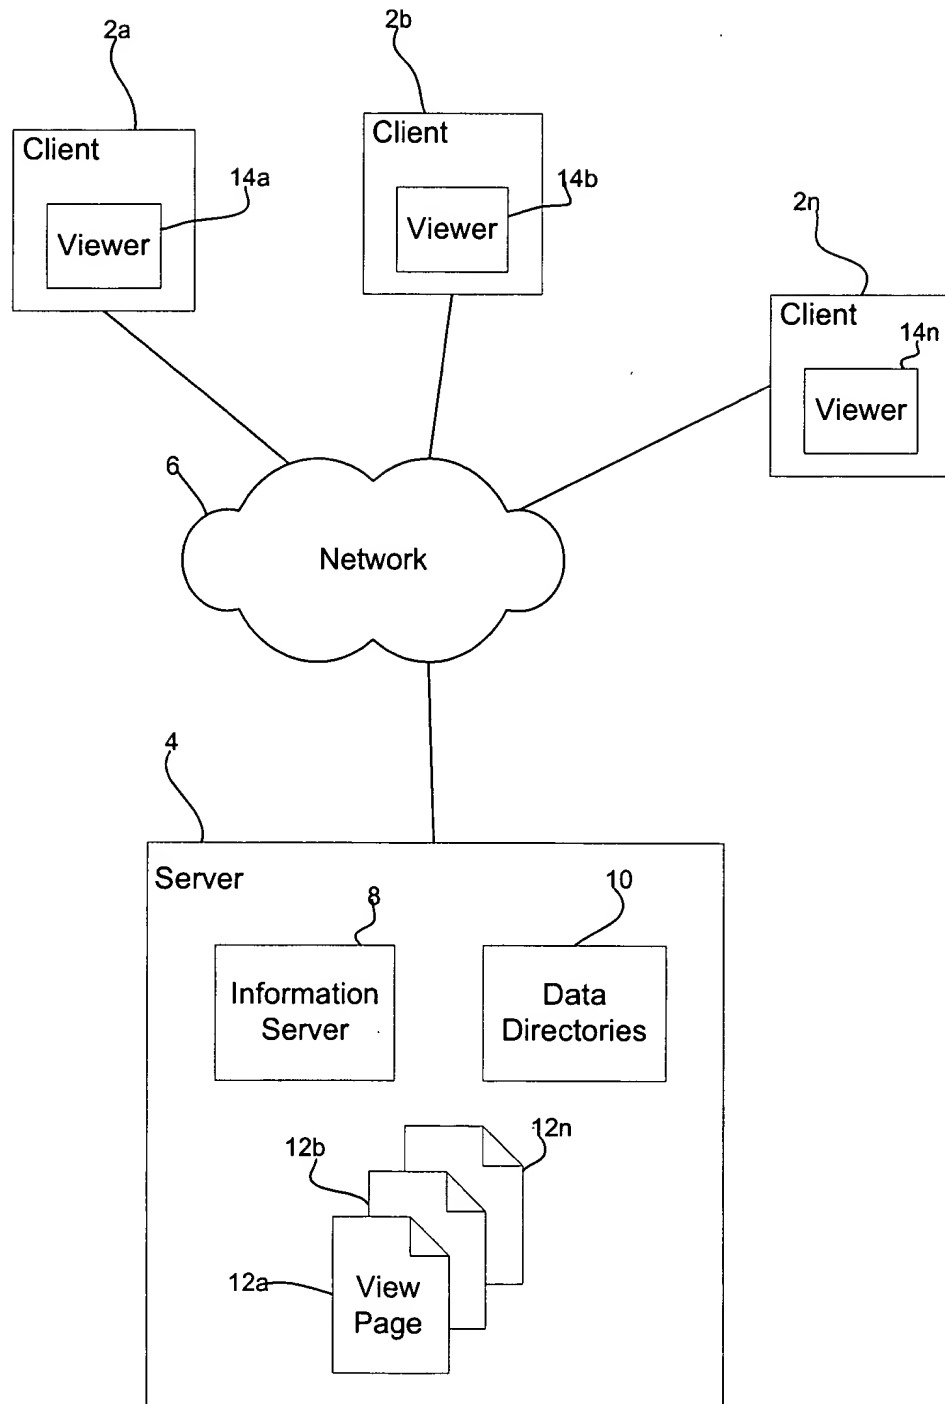 2a
2b
Client
Client
14a
14b
2n
Viewer
Viewer
Client
14n
Viewer
6
Network
4
Server
8
10
Information
Server
Data
Directories
12b
12n
12a
View
Page